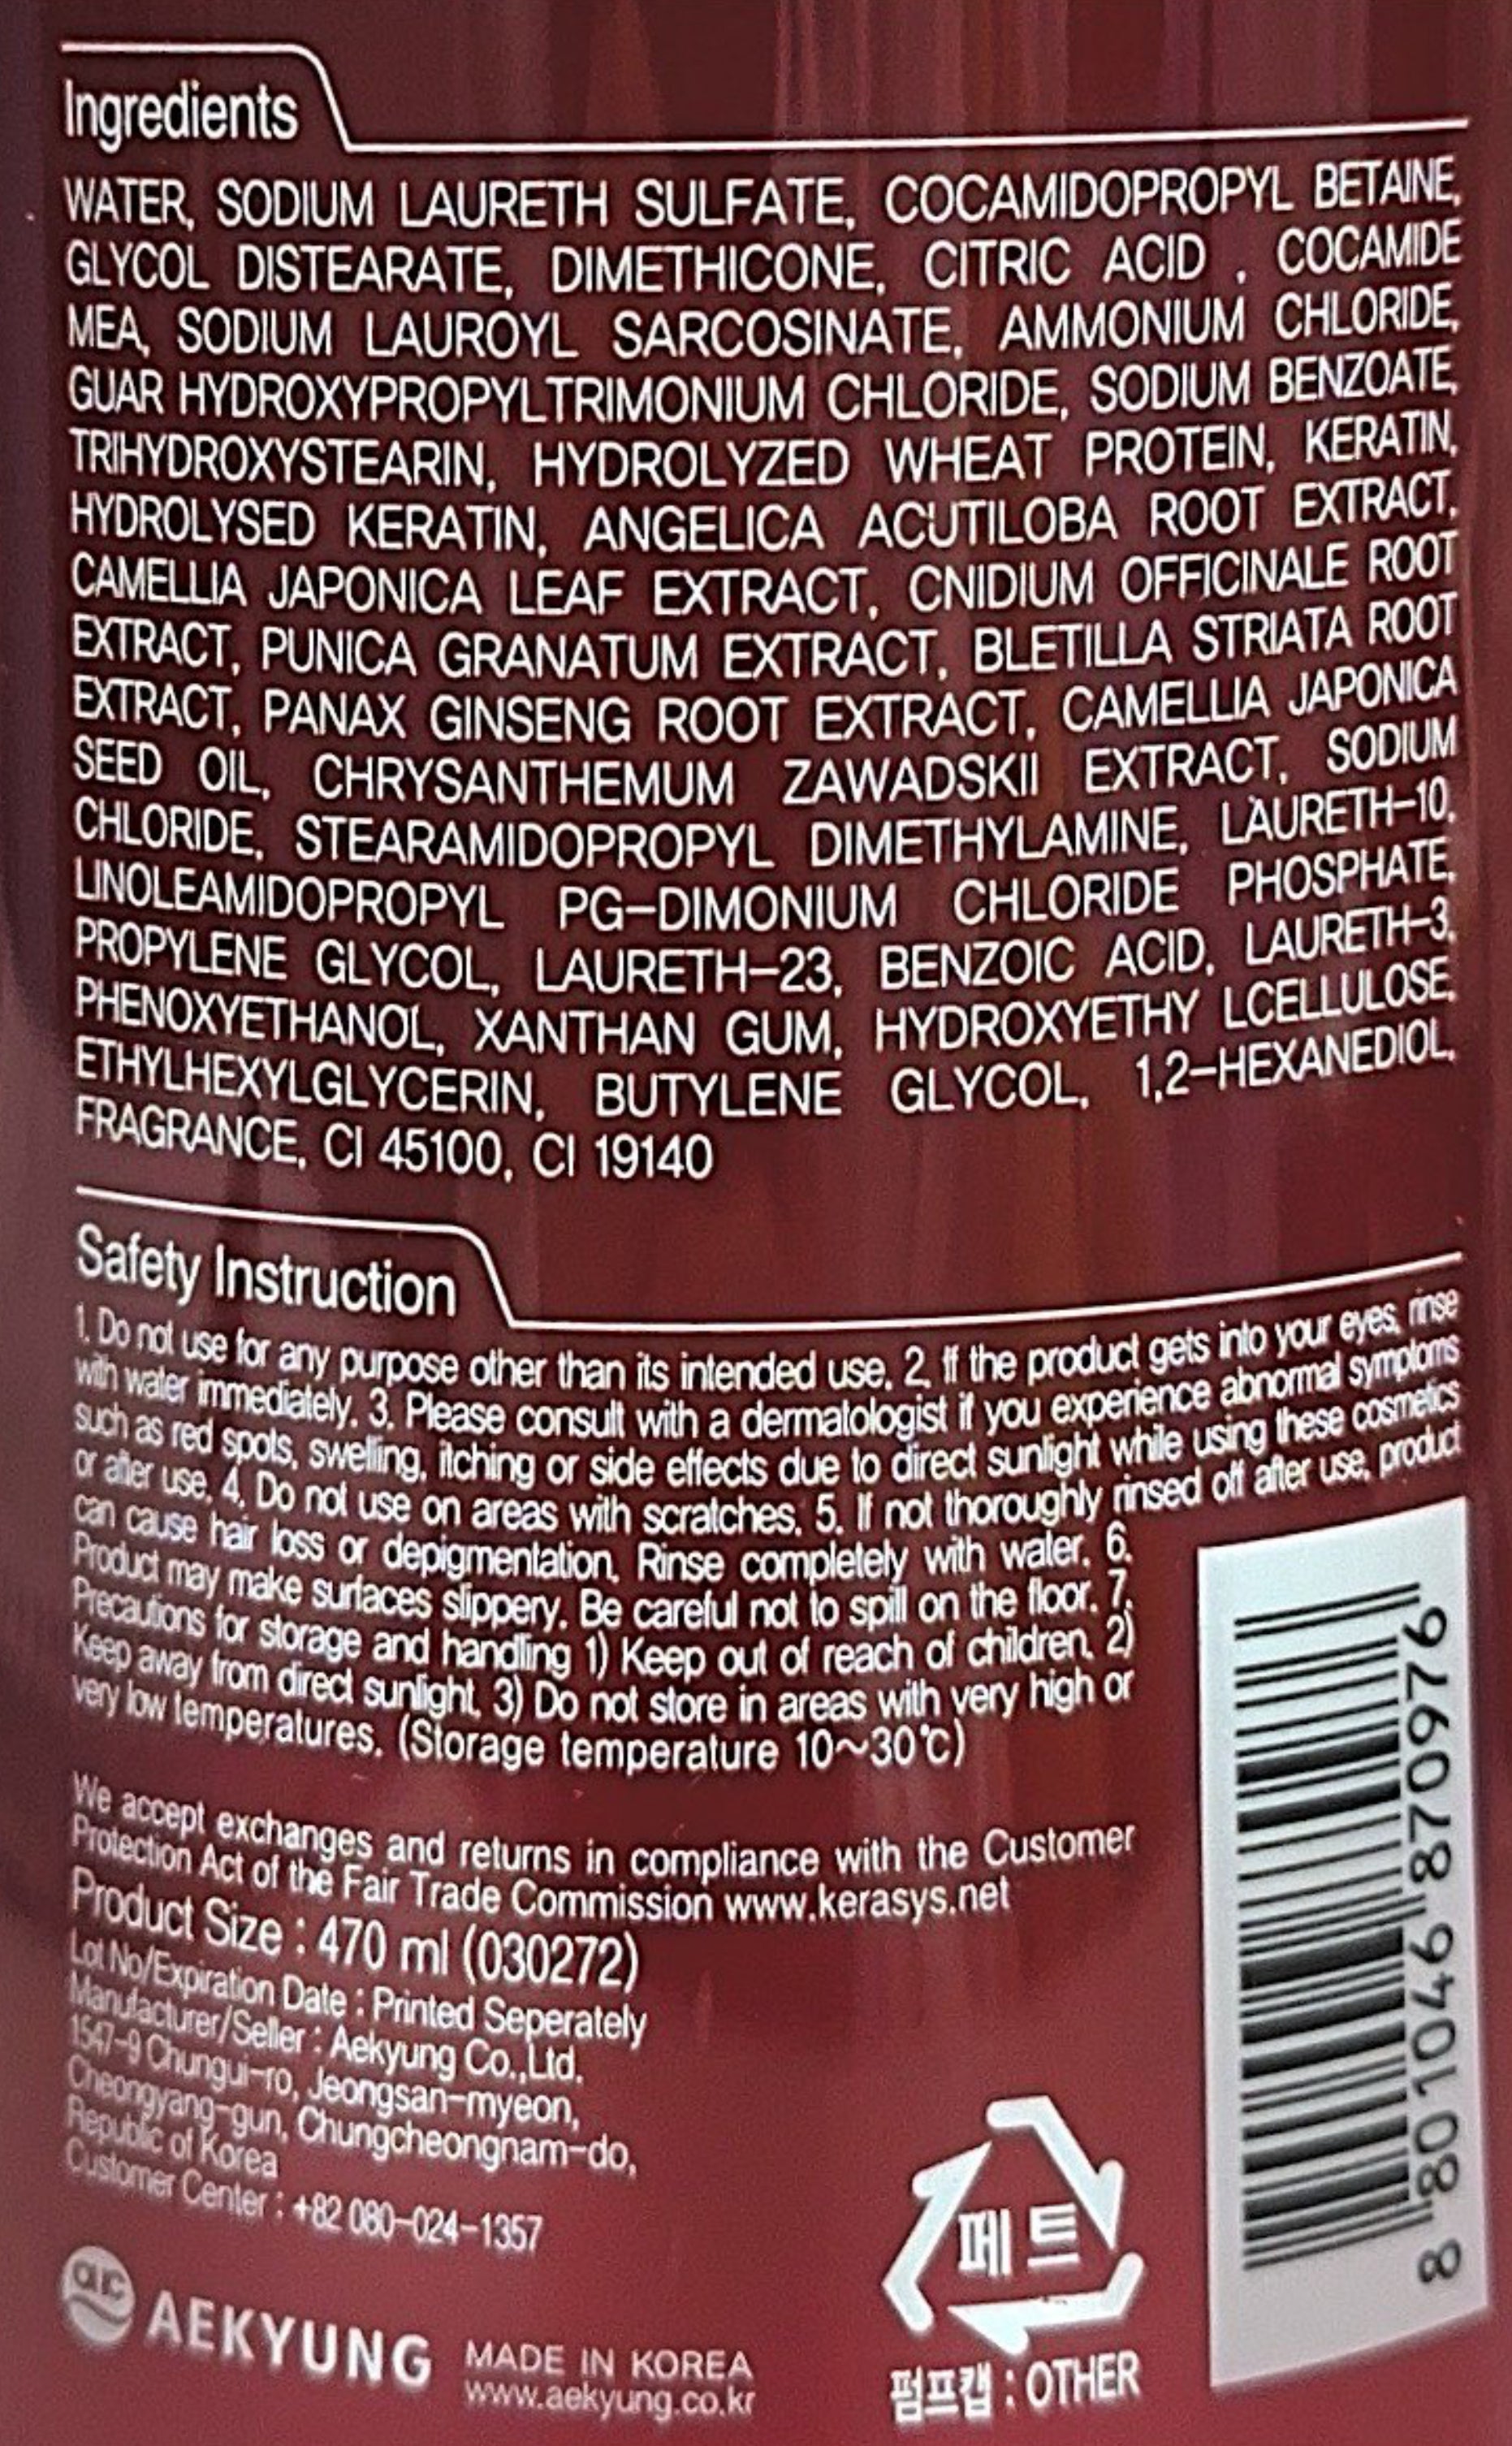 Ingredients
WATER, SODIUM LAURETH SULFATE, COCAMIDOPROPYL BETAINE,
GLYCOL DISTEARATE, DIMETHICONE, CITRIC ACID , COCAMIDE
MEA, SODIUM LAUROYL SARCOSINATE, AMMONIUM CHLORIDE,
GUAR HYDROXYPROPYLTRIMONIUM CHLORIDE, SODIUM BENZOATE,
TRIHYDROXYSTEARIN, HYDROLYZED WHEAT PROTEIN, KERATIN,
HYDROLYSED KERATIN, ANGELICA ACUTILOBA ROOT EXTRACT,
CAMELLIA JAPONICA LEAF EXTRACT, CNIDIUM OFFICINALE ROOT
EXTRACT, PUNICA GRANATUM EXTRACT, BLETILLA STRIATA ROOT
EXTRACT, PANAX GINSENG ROOT EXTRACT, CAMELLIA JAPONICA
SEED OIL, CHRYSANTHEMUM ZAWADSKII EXTRACT, SODIUM
CHLORIDE, STEARAMIDOPROPYL DIMETHYLAMINE, LAURETH-10,
LINOLEAMIDOPROPYL PG-DIMONIUM CHLORIDE PHOSPHATE,
PROPYLENE GLYCOL, LAURETH-23, BENZOIC ACID, LAURETH-3,
PHENOXYETHANOL, XANTHAN GUM, HYDROXYETHY LCELLULOSE,
ETHYLHEXYLGLYCERIN, BUTYLENE GLYCOL, 1,2-HEXANEDIOL,
FRAGRANCE, CI 45100, CI 19140
Safety Instruction
1. Do not use for any purpose other than its intended use. 2. If the product gets into your eyes, rinse
with water immediately. 3. Please consult with a dermatologist if you experience abnormal symptoms
such as red spots, swelling, itching or side effects due to direct sunlight while using these cosmetics
or after use. 4. Do not use on areas with scratches. 5. If not thoroughly rinsed off after use, product
can cause hair loss or depigmentation. Rinse completely with water. 6.
Product may make surfaces slippery. Be careful not to spill on the floor. 7.
Precautions for storage and handling 1) Keep out of reach of children. 2)
Keep away from direct sunlight. 3) Do not store in areas with very high or
very low temperatures. (Storage temperature 10~30℃)
We accept exchanges and returns in compliance with the Customer
Protection Act of the Fair Trade Commission www.kerasys.net
Product Size : 470 ml (030272)
Lot No/Expiration Date : Printed Seperately
Manufacturer/Seller : Aekyung Co.,Ltd.
1547-9 Chungui-ro, Jeongsan-myeon,
Cheongyang-gun, Chungcheongnam-do,
Republic of Korea
Customer Center : +82 080-024-1357
ac AEKYUNG
MADE IN KOREA
www.aekyung.co.kr
페트
펌프캡 : OTHER
8 801046 870976